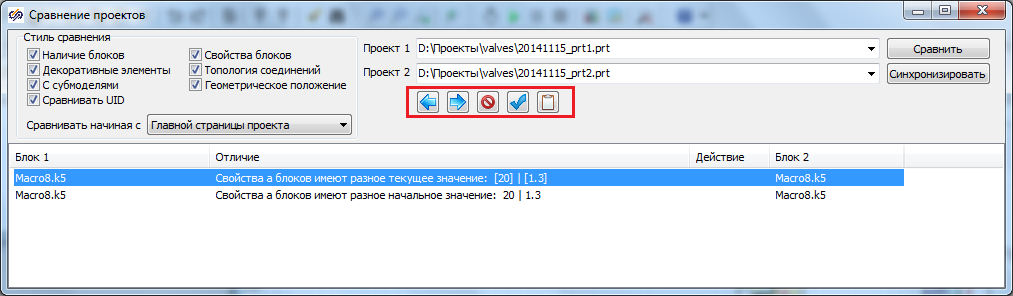 Сравнение проектов
Стиль сравнения
Наличие блоков
Свойства блоков
Декоративные элементы
Топология соединений
С субмоделями
Геометрическое положение
Сравнивать UID
Сравнивать начиная с Главной страницы проекта
Проект 1 D:\Проекты\valves\20141115_prt1.prt Сравнить
Проект 2 D:\Проекты\valves\20141115_prt2.prt Синхронизировать
Блок 1 Отличие Действие Блок 2
Macro8.k5 Свойства a блоков имеют разное текущее значение: [20] | [1.3] Macro8.k5
Macro8.k5 Свойства a блоков имеют разное начальное значение: 20 | 1.3 Macro8.k5